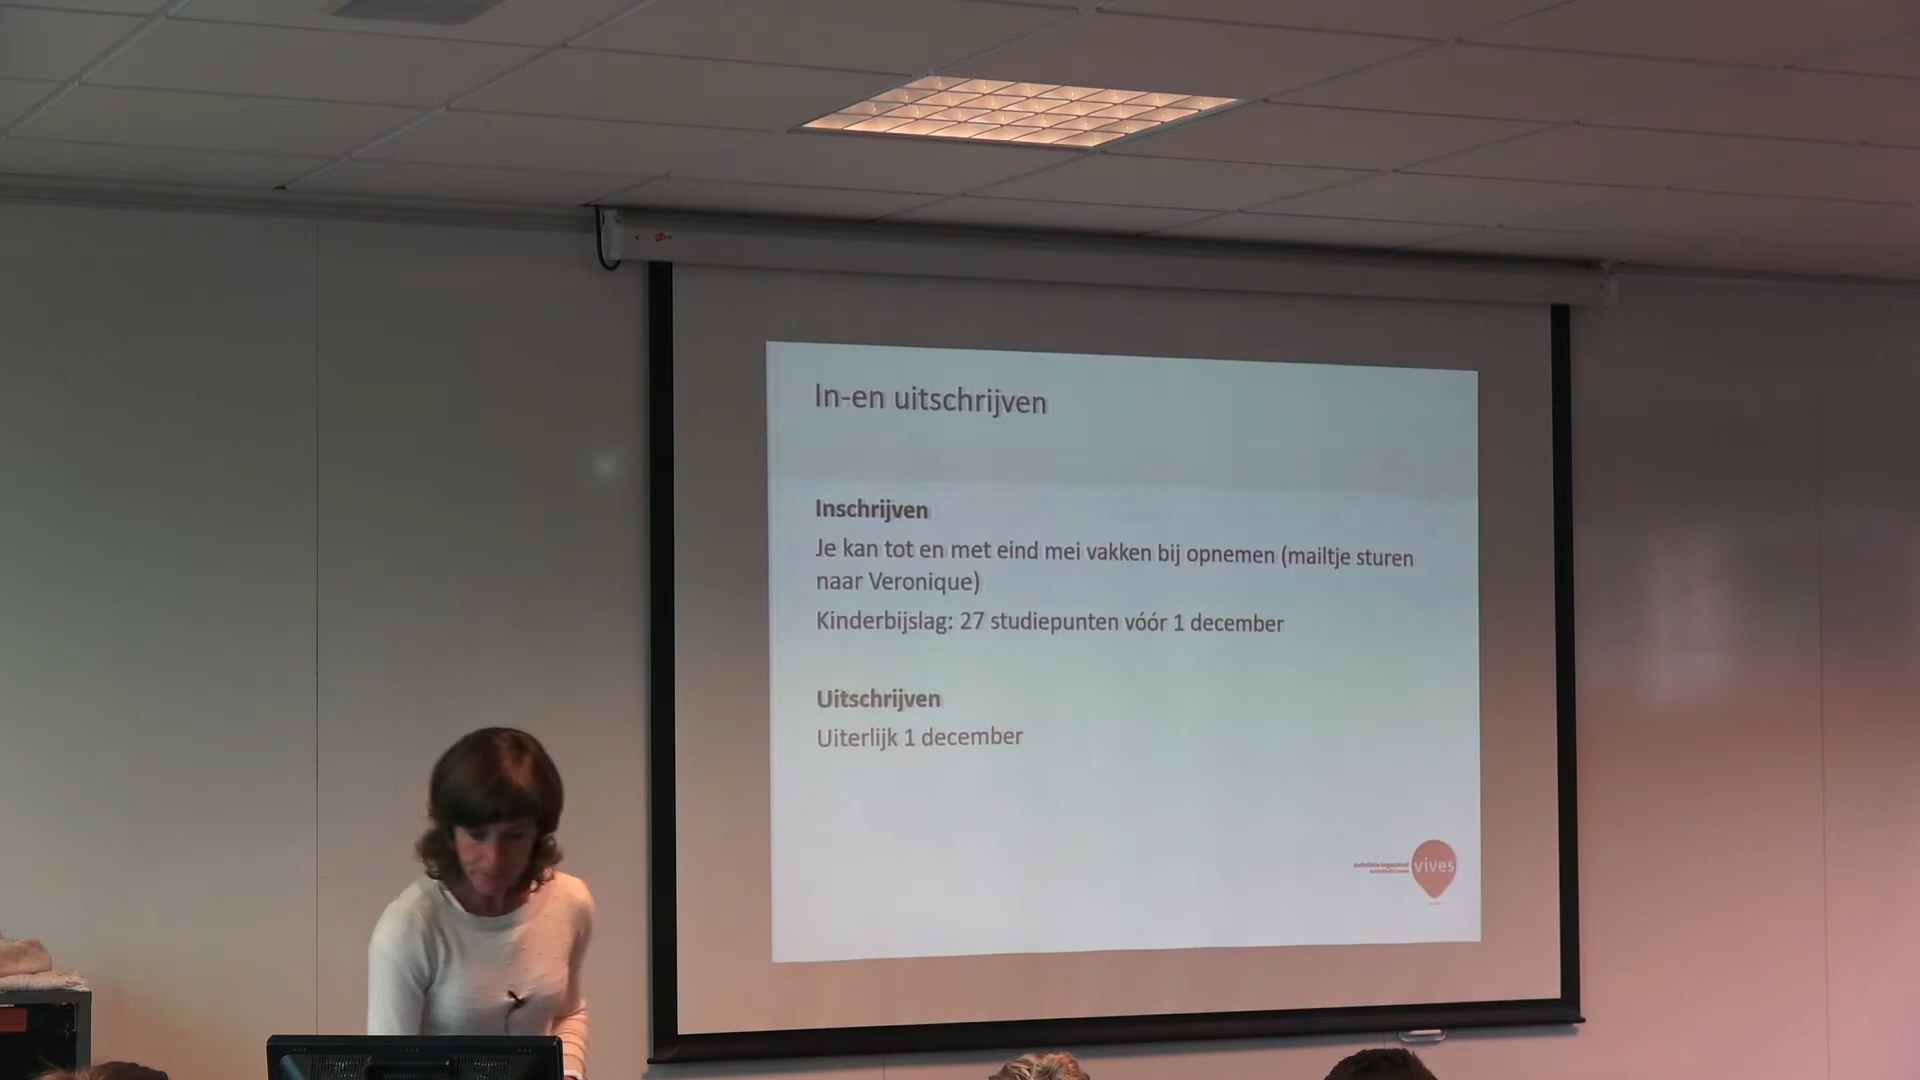 In-en uitschrijven
Inschrijven
Je kan tot en met eind mei vakken bij opnemen (mailtje sturen
naar Veronique)
Kinderbijslag: 27 studiepunten vóór 1 december
Uitschrijven
Uiterlijk 1 december
vives